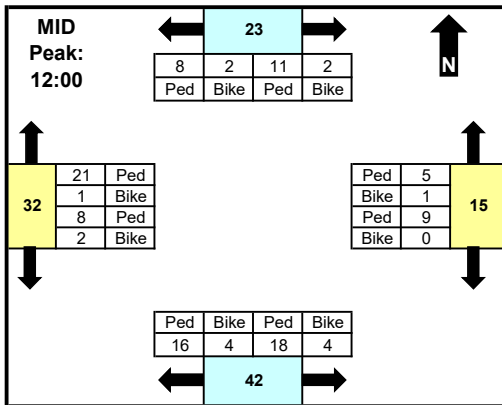 MID
Peak:
12:00
23
N
8 2 11 2
Ped Bike Ped Bike
32
21 Ped
1 Bike
8 Ped
2 Bike
Ped 5
Bike 1
Ped 9
Bike 0
15
Ped Bike Ped Bike
16 4 18 4
42